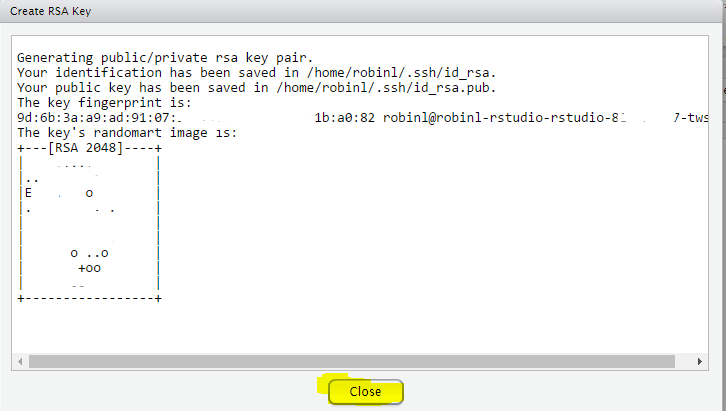 Create RSA Key
Generating public/private rsa key pair.
Your identification has been saved in /home/robinl/.ssh/id_rsa.
Your public key has been saved in /home/robinl/.ssh/id_rsa.pub.
The key fingerprint is:
9d:6b:3a:a9:ad:91:07: 1b:a0:82 robinl@robinl-rstudio-rstudio-8 7-tws
The key's randomart image is:
+---[RSA 2048]----+
| ..... |
|.. |
|E . o |
|. . . |
| |
| |
| o ..o |
| +oo |
| |
+-----------------+
Close